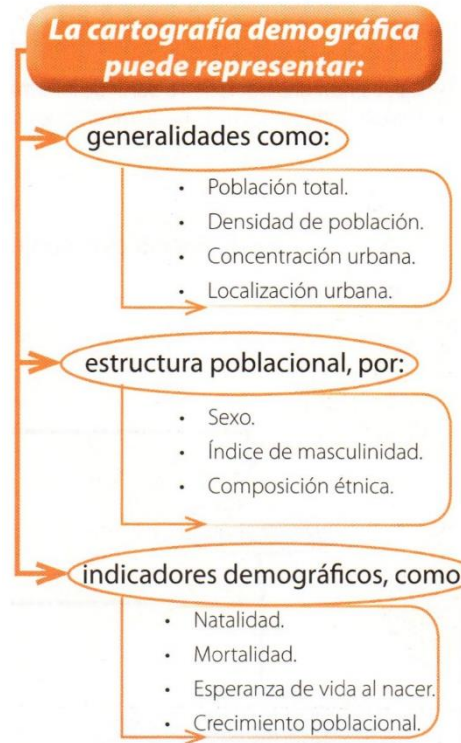 La cartografía demográfica
puede representar:
generalidades como:
• Población total.
• Densidad de población.
• Concentración urbana.
• Localización urbana.
estructura poblacional, por:
• Sexo.
• Índice de masculinidad.
• Composición étnica.
indicadores demográficos, como
• Natalidad.
• Mortalidad.
• Esperanza de vida al nacer.
• Crecimiento poblacional.